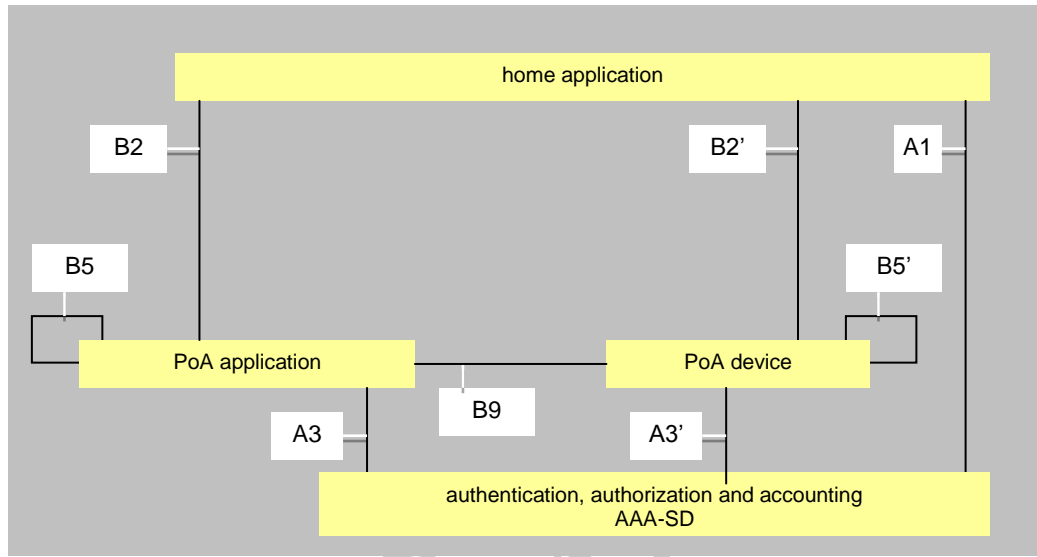 home application
B2
B2’
A1
B5
B5’
PoA application
PoA device
B9
A3
A3’
authentication, authorization and accounting
AAA-SD